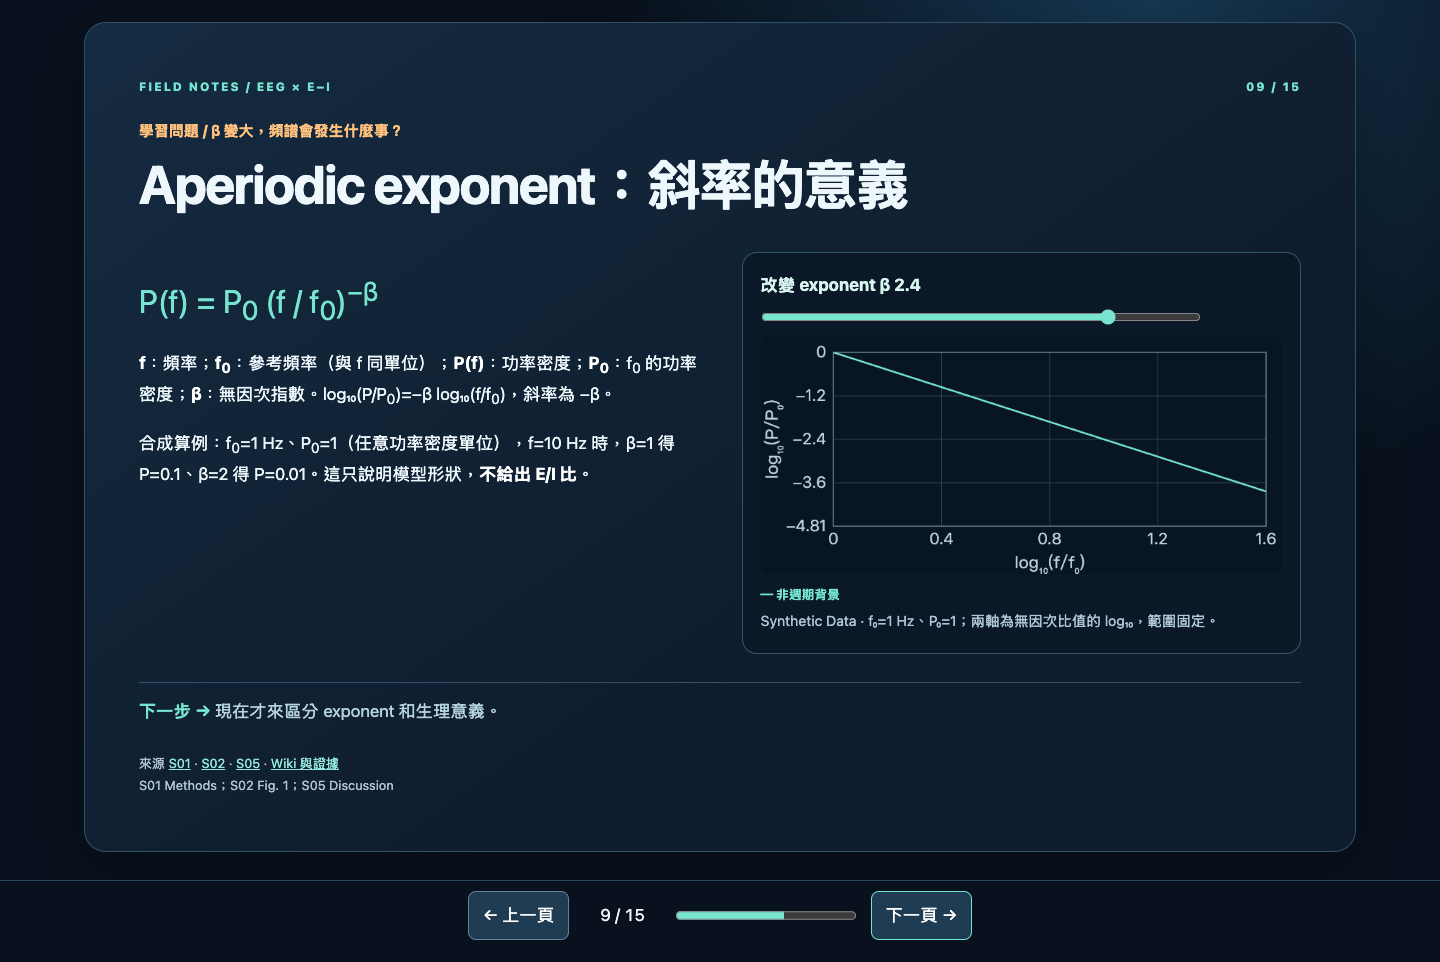 FIELD NOTES / EEG × E–I
09 / 15
學習問題 / β 變大，頻譜會發生什麼事？
Aperiodic exponent：斜率的意義
P(f) = P₀ (f / f₀)^−β
f：頻率；f₀：參考頻率（與 f 同單位）；P(f)：功率密度；P₀：f₀ 的功率
密度；β：無因次指數。log₁₀(P/P₀)=−β log₁₀(f/f₀)，斜率為 −β。
合成算例：f₀=1 Hz、P₀=1（任意功率密度單位），f=10 Hz 時，β=1 得
P=0.1、β=2 得 P=0.01。這只說明模型形狀，不給出 E/I 比。
改變 exponent β 2.4
0
−1.2
−2.4
−3.6
−4.81
log₁₀(P/P₀)
0 0.4 0.8 1.2 1.6
log₁₀(f/f₀)
— 非週期背景
Synthetic Data · f₀=1 Hz、P₀=1；兩軸為無因次比值的 log₁₀，範圍固定。
下一步 → 現在才來區分 exponent 和生理意義。
來源 S01 · S02 · S05 · Wiki 與證據
S01 Methods；S02 Fig. 1；S05 Discussion
← 上一頁
9 / 15
下一頁 →